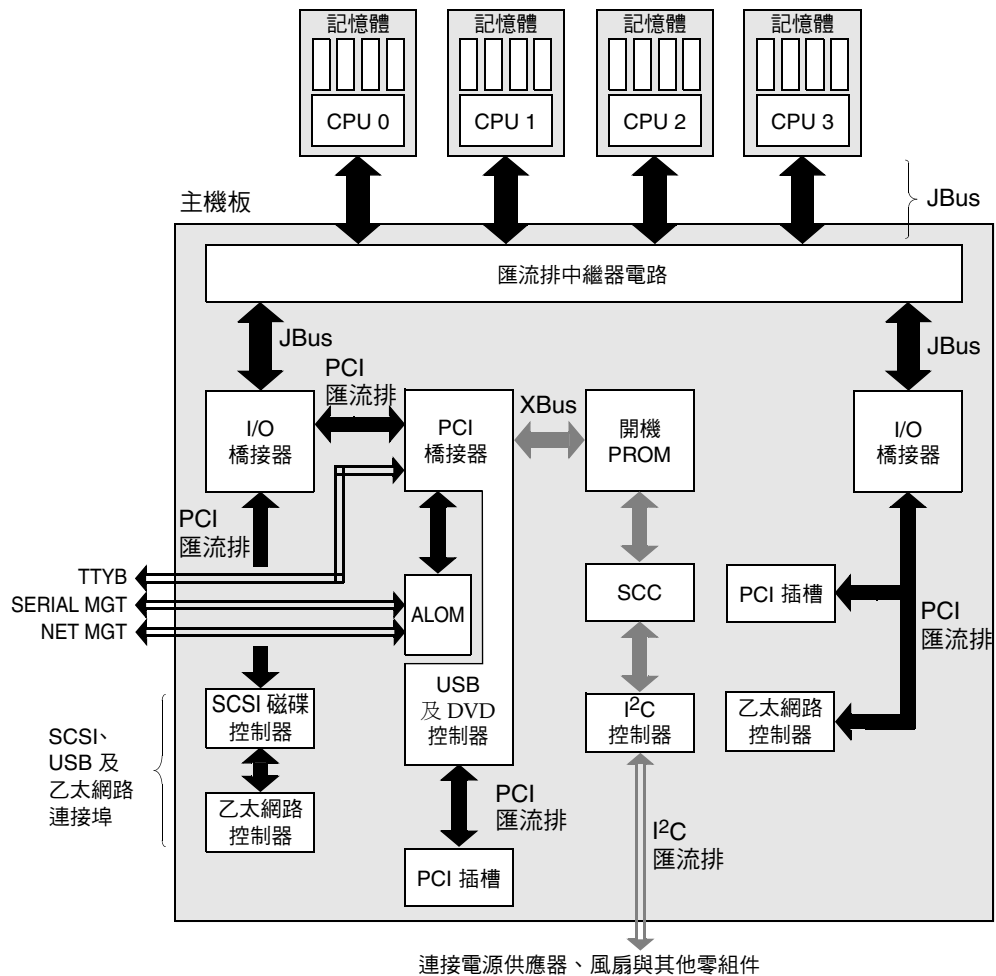 記憶體
記憶體
記憶體
記憶體
CPU 0
CPU 1
CPU 2
CPU 3
主機板
JBus
匯流排中繼器電路
JBus
JBus
PCI
匯流排
XBus
I/O
橋接器
PCI
橋接器
開機
PROM
I/O
橋接器
PCI
匯流排
TTYB
SERIAL MGT
NET MGT
ALOM
SCC
PCI 插槽
PCI
匯流排
SCSI 磁碟
控制器
USB
及 DVD
控制器
I²C
控制器
乙太網路
控制器
SCSI、
USB 及
乙太網路
連接埠
乙太網路
控制器
PCI
匯流排
I²C
匯流排
PCI 插槽
連接電源供應器、風扇與其他零組件